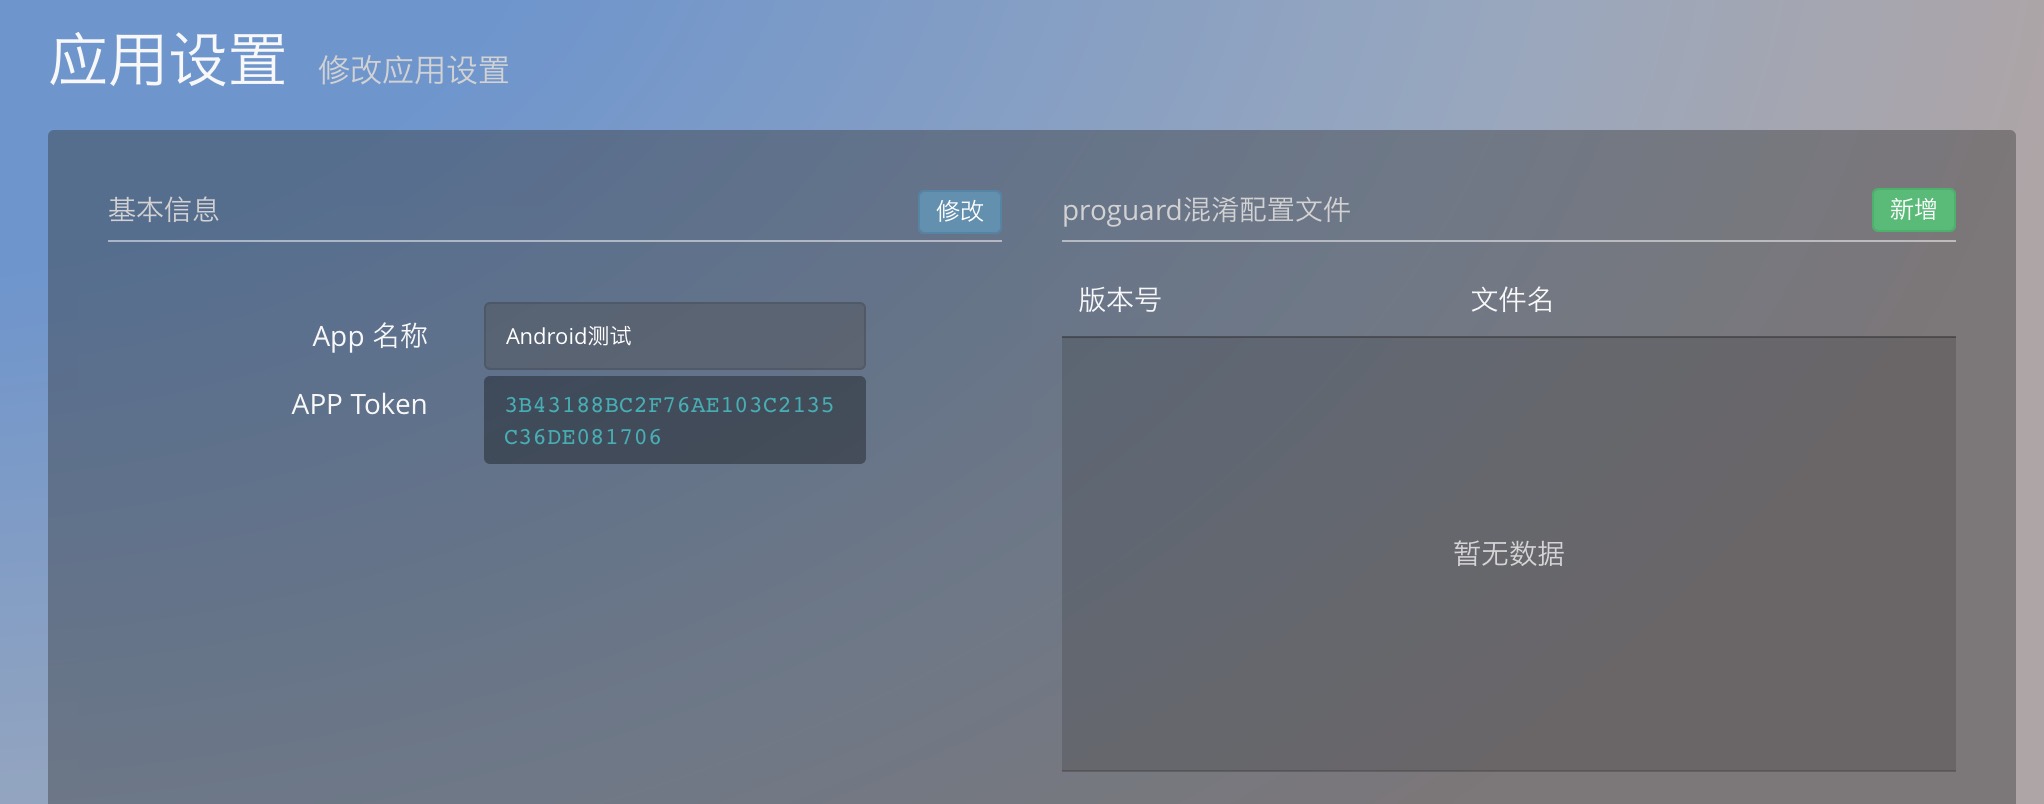 应用设置 修改应用设置
基本信息 修改
App 名称 Android测试
APP Token 3B43188BC2F76AE103C2135
C36DE081706
proguard混淆配置文件 新增
版本号 文件名
暂无数据